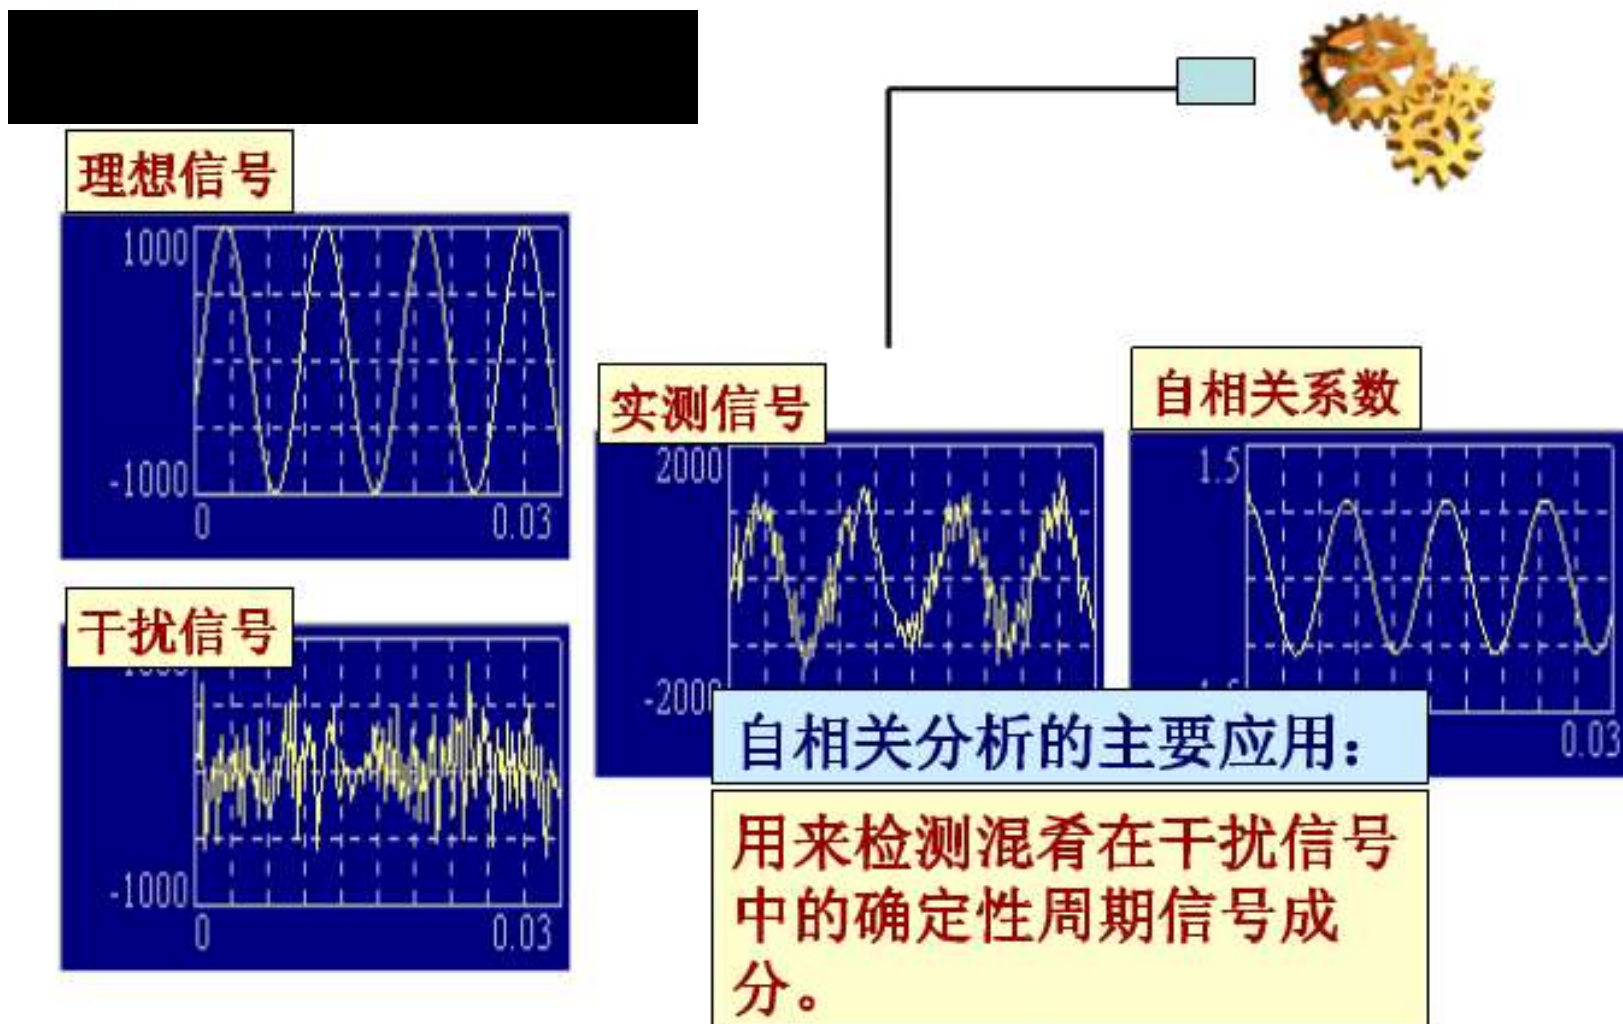 理想信号
1000
-1000
0 0.03
干扰信号
-1000
0 0.03
实测信号
2000
-2000
自相关系数
1.5
0.03
自相关分析的主要应用：
用来检测混肴在干扰信号
中的确定性周期信号成
分。